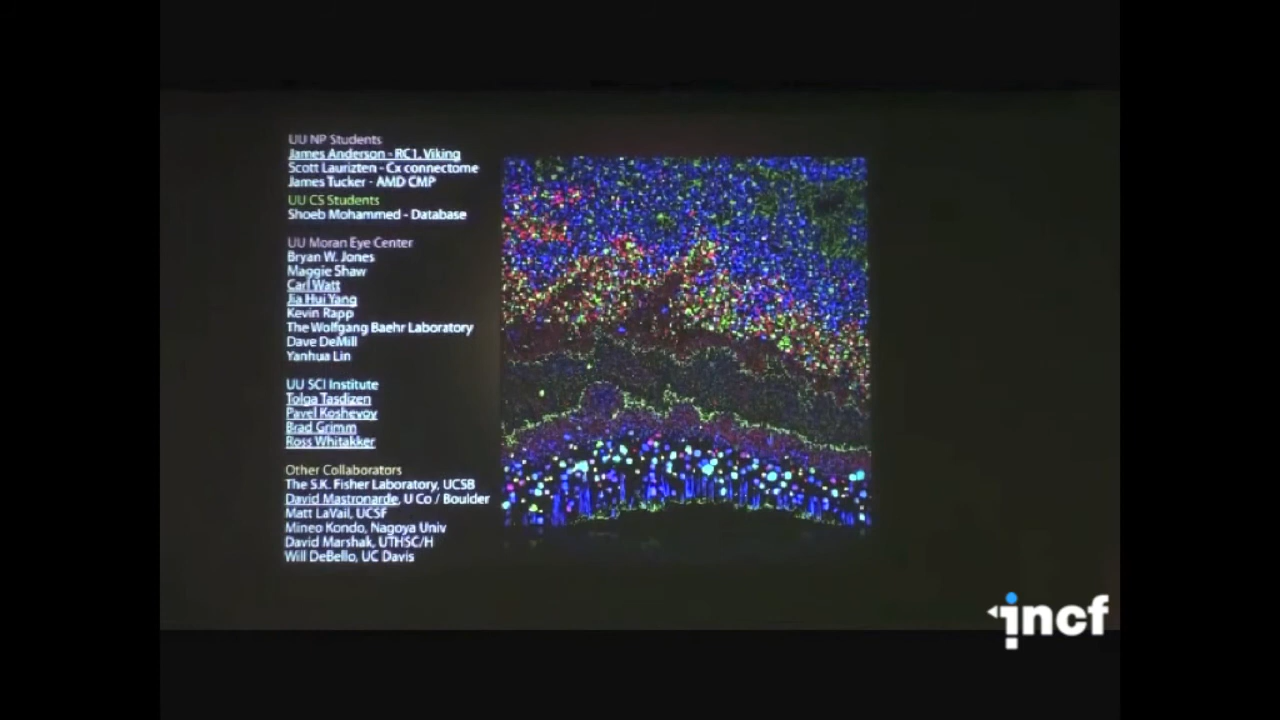 UU NP Students
James Anderson - RC1, Viking
Scott Laurizten - Cx connectome
James Tucker - AMD CMP
UU CS Students
Shoeb Mohammed - Database
UU Moran Eye Center
Bryan W. Jones
Maggie Shaw
Carl Watt
Jia Hui Yang
Kevin Rapp
The Wolfgang Baehr Laboratory
Dave DeMill
Yanhua Lin
UU SCI Institute
Tolga Tasdizen
Pavel Koshevoy
Brad Grimm
Ross Whitakker
Other Collaborators
The S.K. Fisher Laboratory, UCSB
David Mastronarde, U Co / Boulder
Matt LaVail, UCSF
Mineo Kondo, Nagoya Univ
David Marshak, UTHSC/H
Will DeBello, UC Davis
incf